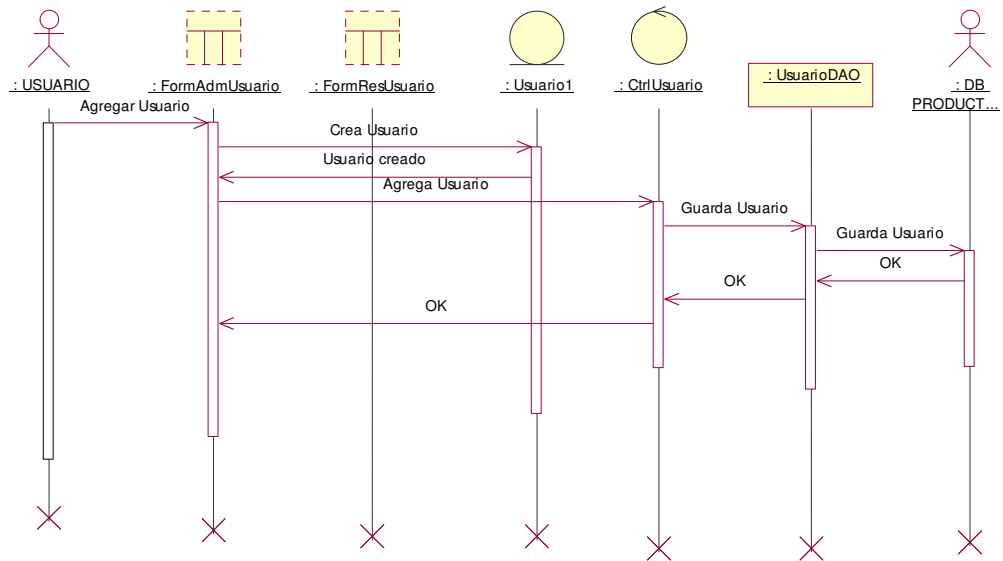 : USUARIO
: FormAdmUsuario
: FormResUsuario
: Usuario1
: CtrlUsuario
: UsuarioDAO
: DB
PRODUCT...
Agregar Usuario
Crea Usuario
Usuario creado
Agrega Usuario
Guarda Usuario
Guarda Usuario
OK
OK
OK